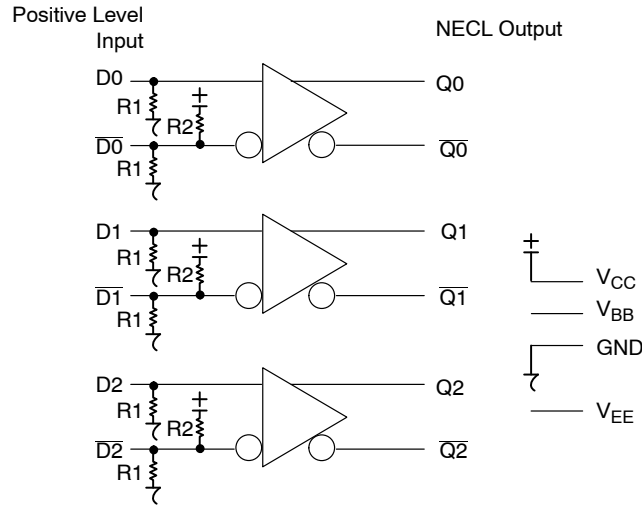 Positive Level
Input
NECL Output
D0
Q0
R1
R2
D0
Q0
R1
D1
Q1
R1
R2
D1
Q1
R1
VCC
VBB
GND
VEE
D2
Q2
R1
R2
D2
Q2
R1